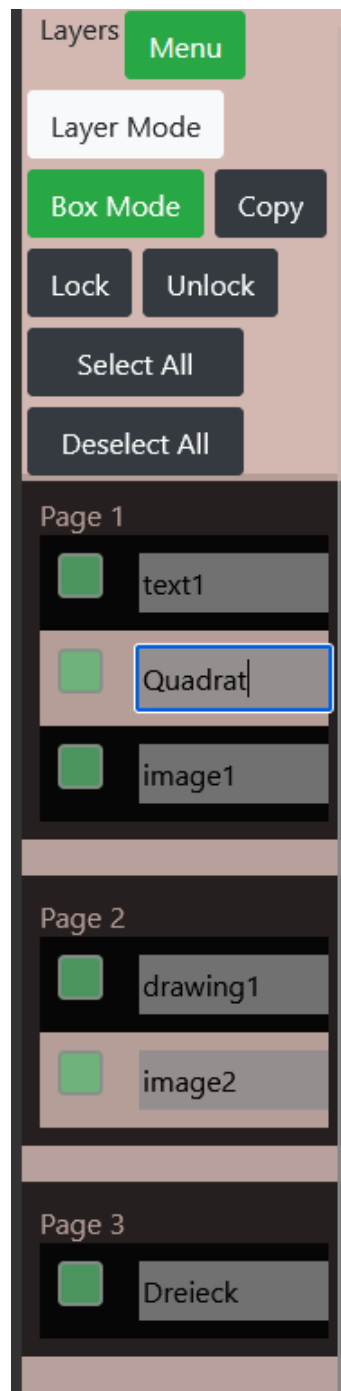 Layers Menu
Layer Mode
Box Mode Copy
Lock Unlock
Select All
Deselect All
Page 1
text1
Quadrat
image1
Page 2
drawing1
image2
Page 3
Dreieck